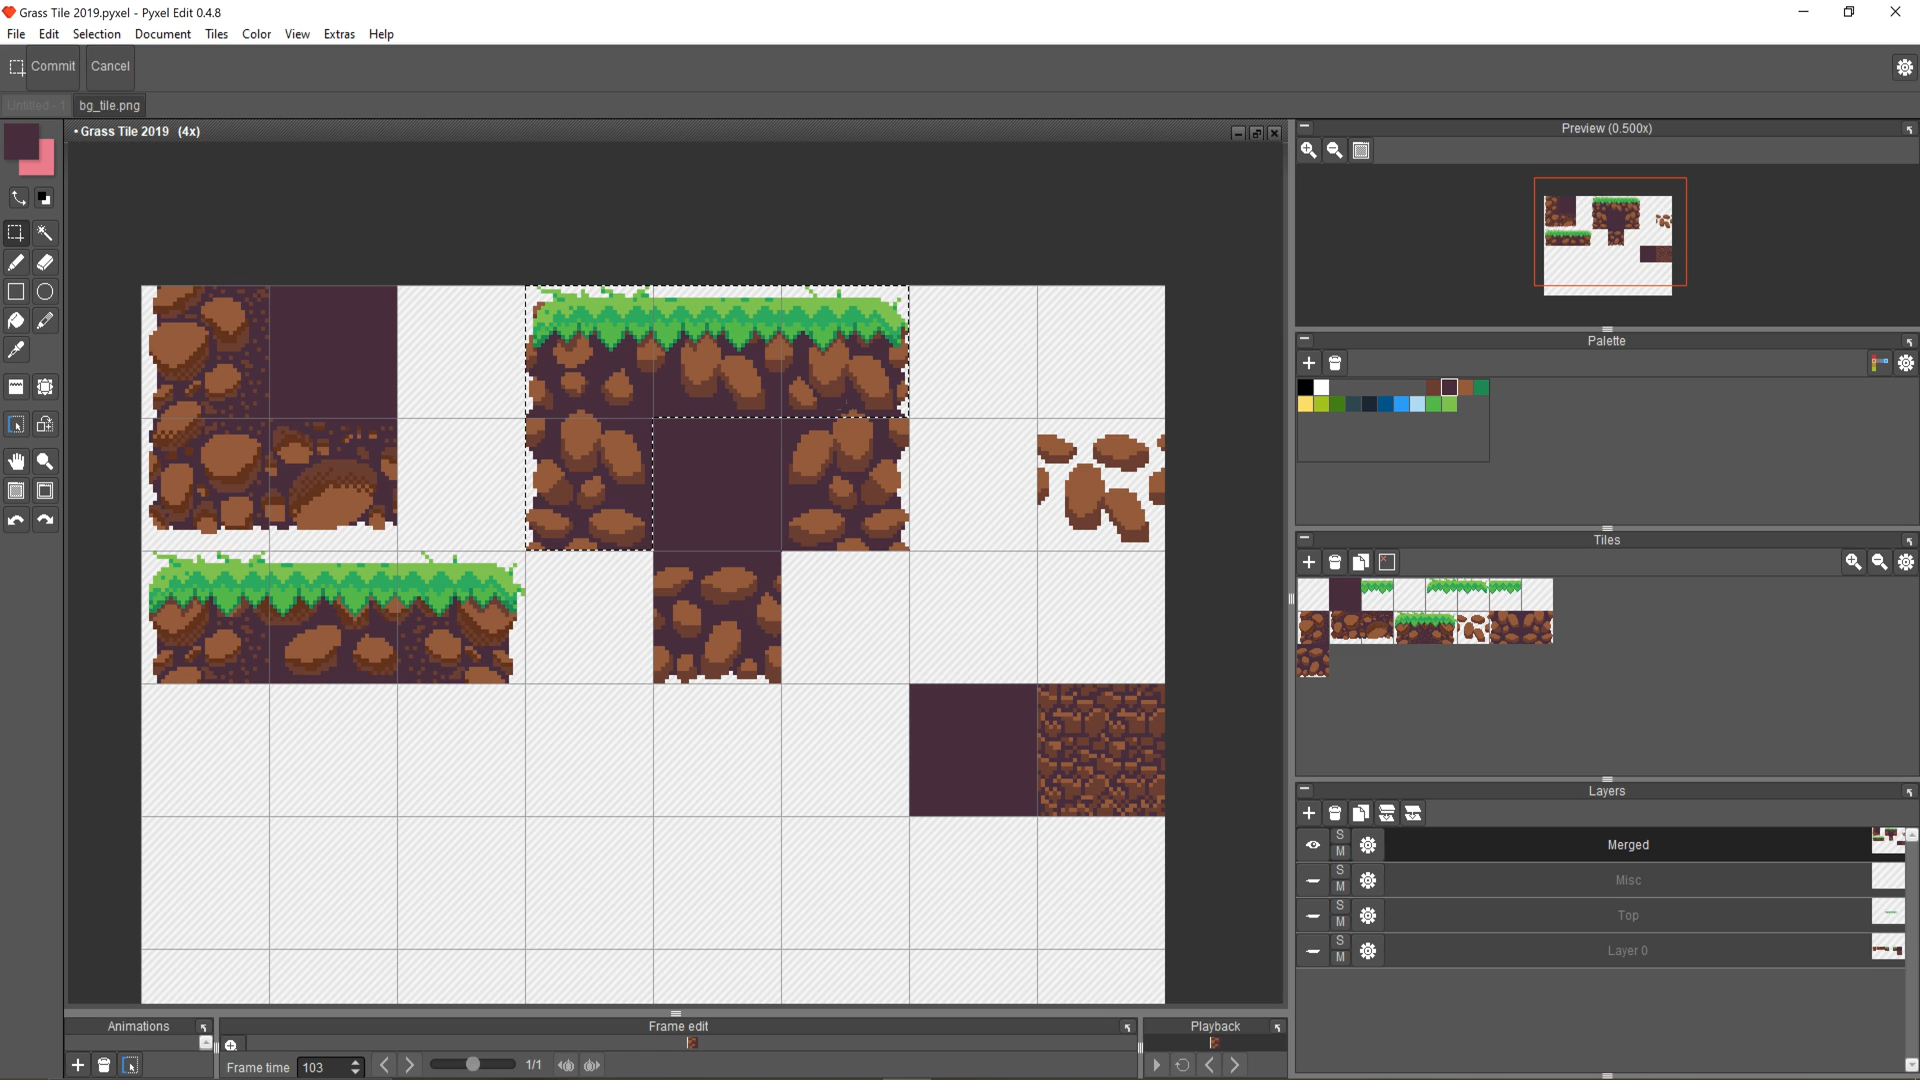 Grass Tile 2019.pyxel - Pyxel Edit 0.4.8
File Edit Selection Document Tiles Color View Extras Help
Commit Cancel
Untitled - 1 bg_tile.png
• Grass Tile 2019 (4x)
Preview (0.500x)
Palette
Tiles
Layers
S
M
Merged
S
M
Misc
S
M
Top
S
M
Layer 0
Animations
Frame edit
Playback
Frame time 103
1/1